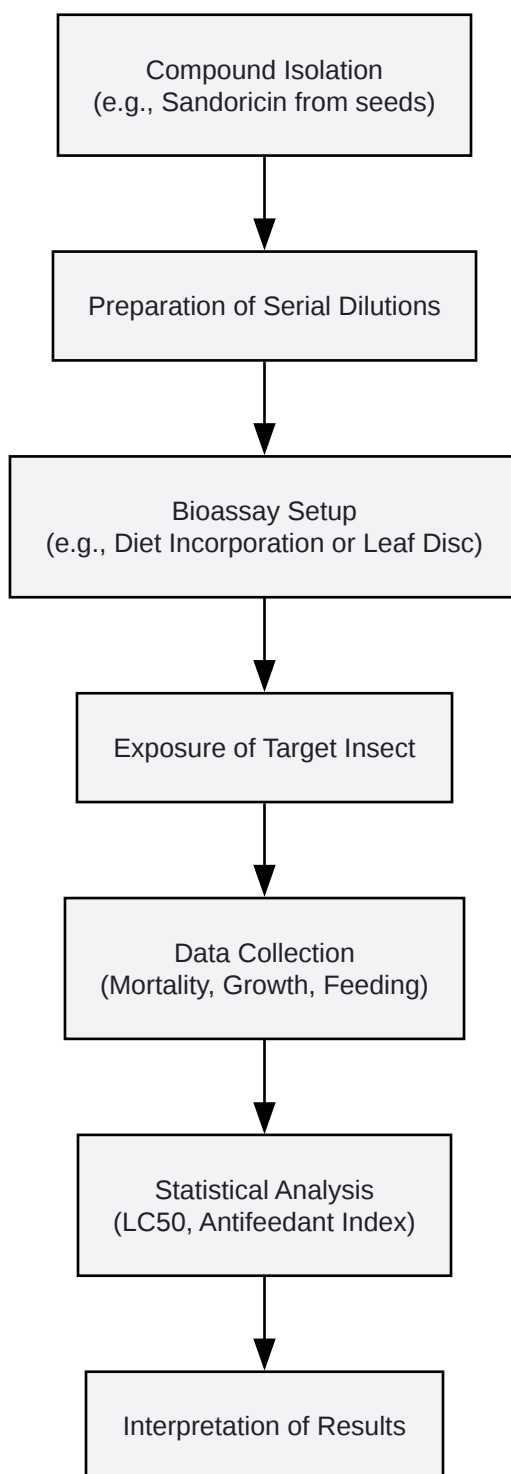 Compound Isolation
(e.g., Sandoricin from seeds)
Preparation of Serial Dilutions
Bioassay Setup
(e.g., Diet Incorporation or Leaf Disc)
Exposure of Target Insect
Data Collection
(Mortality, Growth, Feeding)
Statistical Analysis
(LC50, Antifeedant Index)
Interpretation of Results